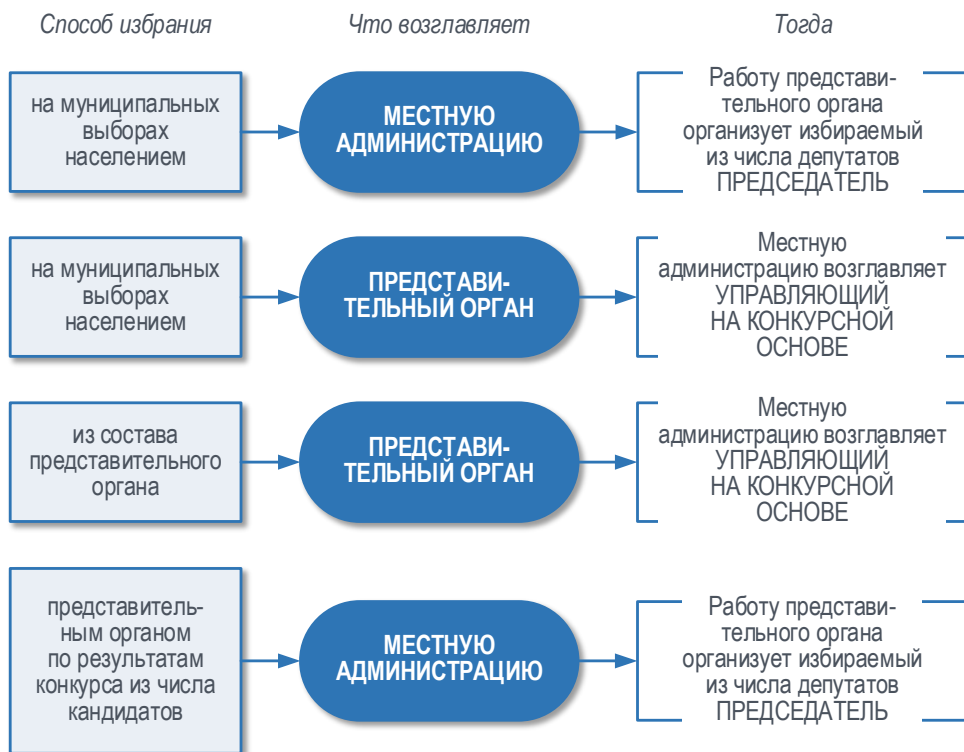 Способ избрания
Что возглавляет
Тогда
на муниципальных
выборах
населением
МЕСТНУЮ
АДМИНИСТРАЦИЮ
Работу представи-
тельного органа
организует избираемый
из числа депутатов
ПРЕДСЕДАТЕЛЬ
на муниципальных
выборах
населением
ПРЕДСТАВИ-
ТЕЛЬНЫЙ ОРГАН
Местную
администрацию возглавляет
УПРАВЛЯЮЩИЙ
НА КОНКУРСНОЙ
ОСНОВЕ
из состава
представительного
органа
ПРЕДСТАВИ-
ТЕЛЬНЫЙ ОРГАН
Местную
администрацию возглавляет
УПРАВЛЯЮЩИЙ
НА КОНКУРСНОЙ
ОСНОВЕ
представитель-
ным органом
по результатам
конкурса из числа
кандидатов
МЕСТНУЮ
АДМИНИСТРАЦИЮ
Работу представи-
тельного органа
организует избираемый
из числа депутатов
ПРЕДСЕДАТЕЛЬ